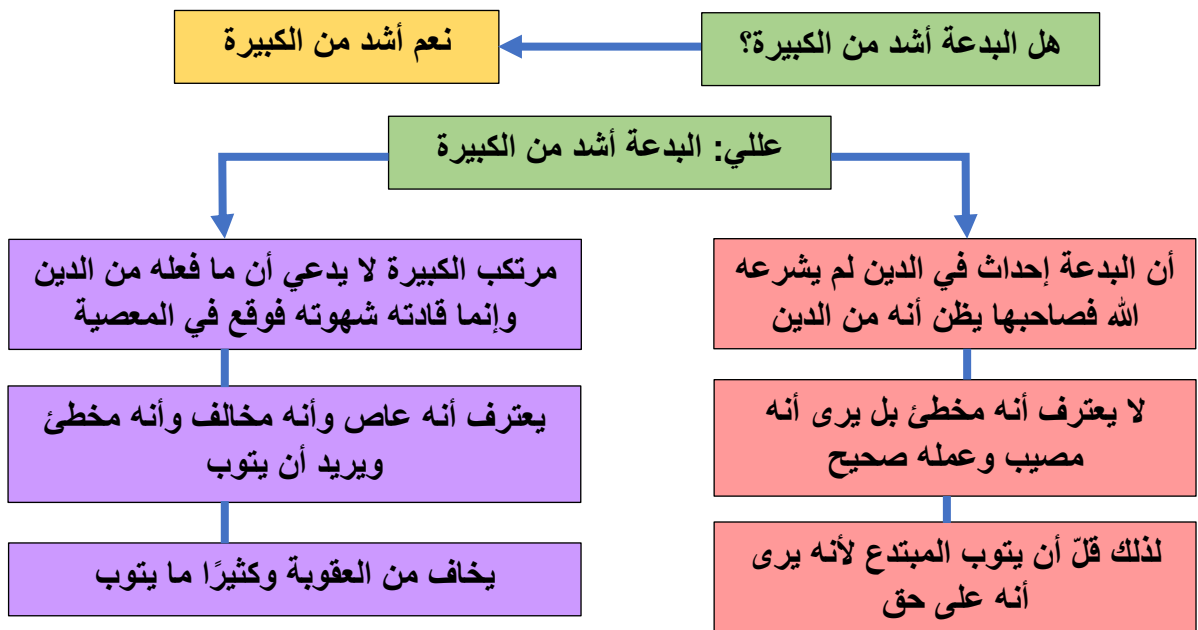 هل البدعة أشد من الكبيرة؟
نعم أشد من الكبيرة
عللي: البدعة أشد من الكبيرة
أن البدعة إحداث في الدين لم يشرعه
الله فصاحبها يظن أنه من الدين
لا يعترف أنه مخطئ بل يرى أنه
مصيب وعمله صحيح
لذلك قلّ أن يتوب المبتدع لأنه يرى
أنه على حق
مرتكب الكبيرة لا يدعي أن ما فعله من الدين
وإنما قادته شهوته فوقع في المعصية
يعترف أنه عاص وأنه مخالف وأنه مخطئ
ويريد أن يتوب
يخاف من العقوبة وكثيرًا ما يتوب